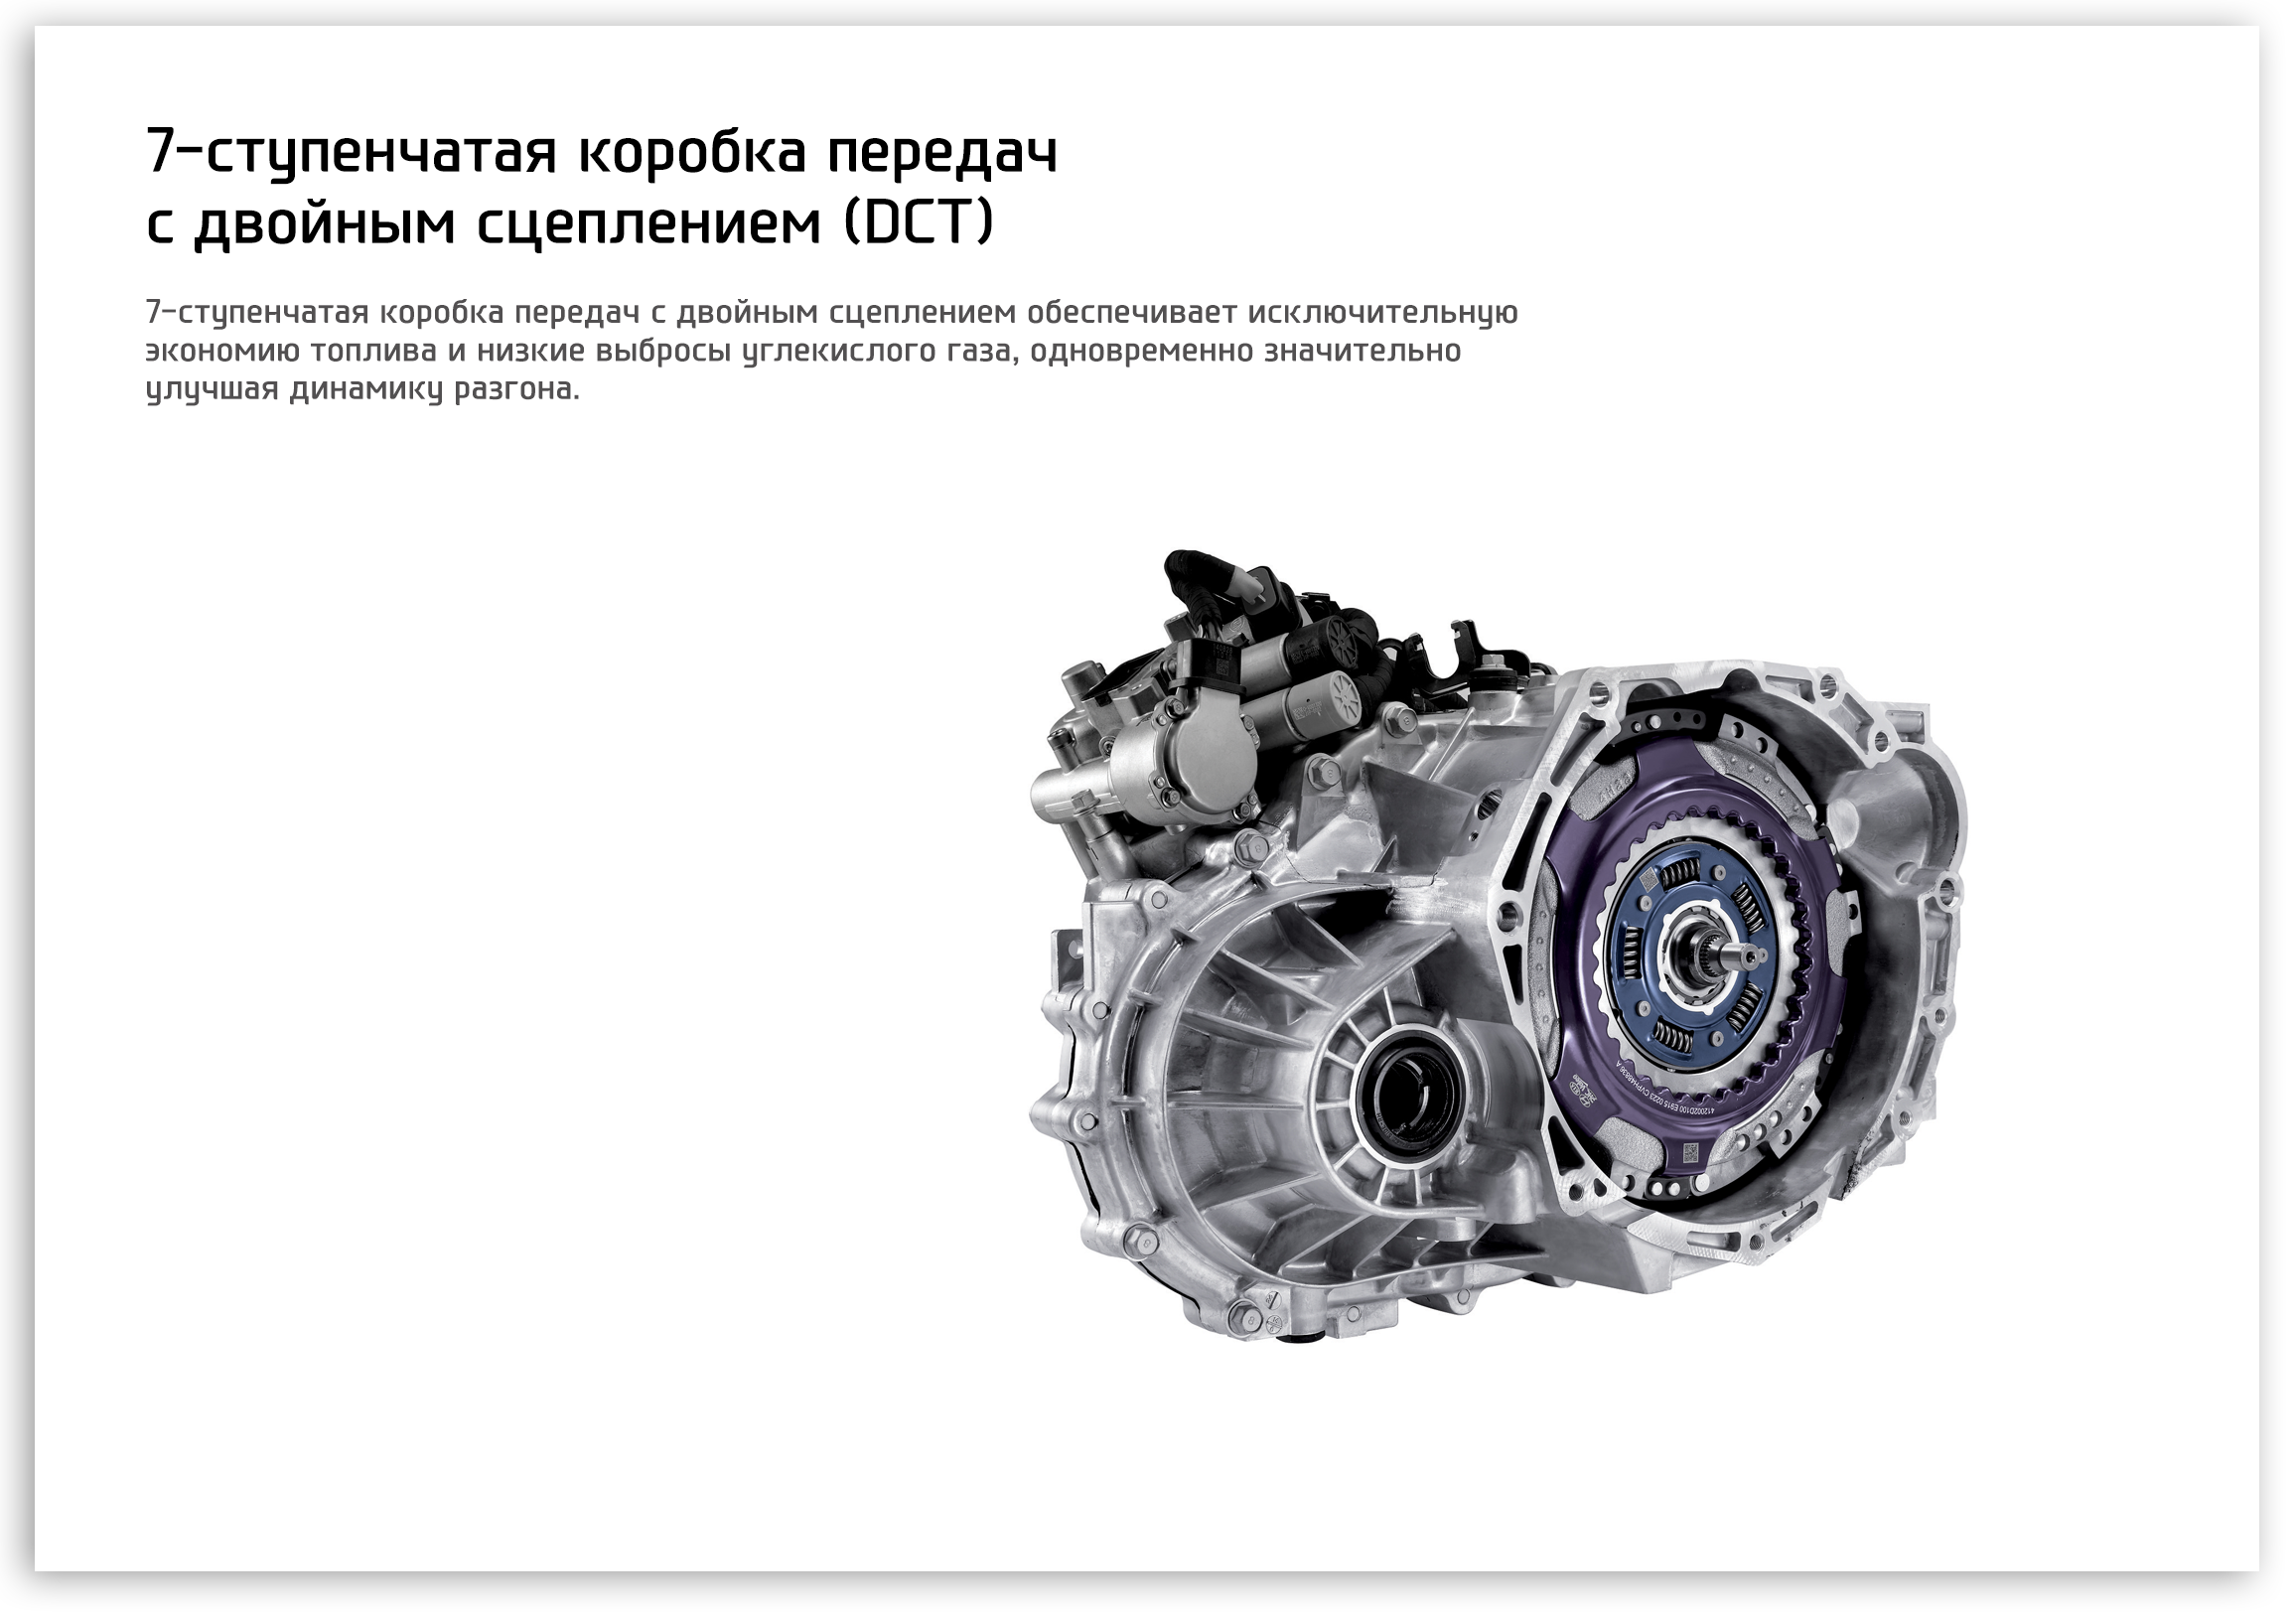 7-ступенчатая коробка передач
с двойным сцеплением (DCT)
7-ступенчатая коробка передач с двойным сцеплением обеспечивает исключительную
экономию топлива и низкие выбросы углекислого газа, одновременно значительно
улучшая динамику разгона.